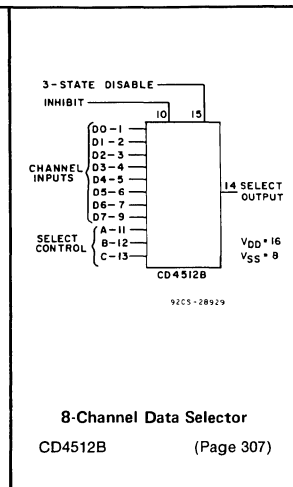 3-STATE DISABLE
INHIBIT
10 15
D0-1
D1-2
D2-3
D3-4
D4-5
D5-6
D6-7
D7-9
CHANNEL
INPUTS
A-11
B-12
C-13
SELECT
CONTROL
14 SELECT
OUTPUT
VDD = 16
VSS = 8
CD4512B
92CS-28929
8-Channel Data Selector
CD4512B (Page 307)